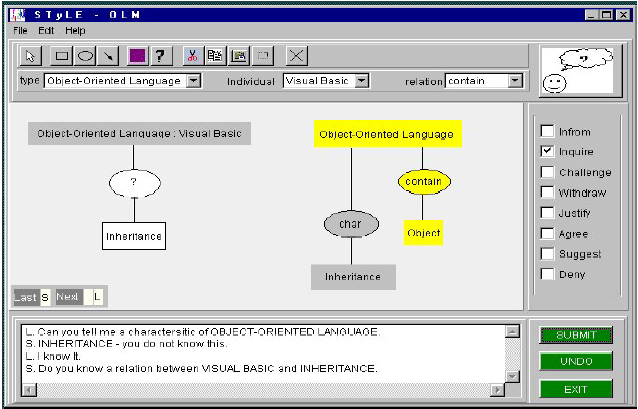 STyLE - OLM
File Edit Help
?
?
type Object-Oriented Language Individual Visual Basic relation contain
Object-Oriented Language : Visual Basic
?
Inheritance
Object-Oriented Language
contain
char
Object
Inheritance
Infrom
Inquire
Challenge
Withdraw
Justify
Agree
Suggest
Deny
Last S Next L
L. Can you tell me a charactersitic of OBJECT-ORIENTED LANGUAGE.
S. INHERITANCE - you do not know this.
L. I know it.
S. Do you know a relation between VISUAL BASIC and INHERITANCE.
SUBMIT
UNDO
EXIT